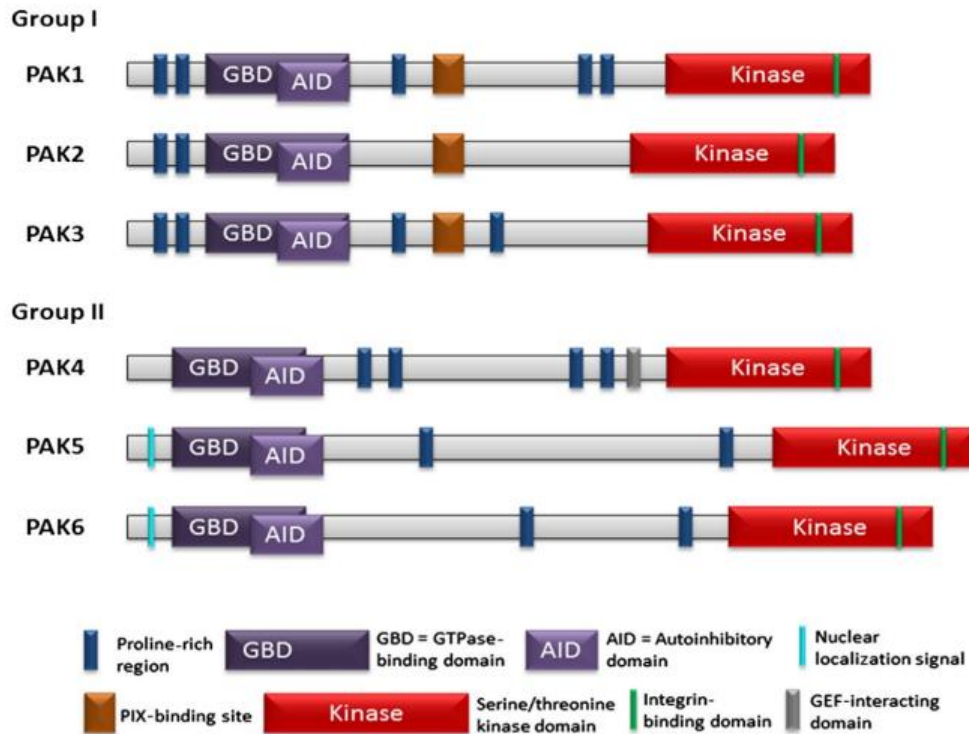 Group I
PAK1 GBD AID Kinase
PAK2 GBD AID Kinase
PAK3 GBD AID Kinase
Group II
PAK4 GBD AID Kinase
PAK5 GBD AID Kinase
PAK6 GBD AID Kinase
Proline-rich
region
GBD
GBD = GTPase-
binding domain
AID
AID = Autoinhibitory
domain
Nuclear
localization signal
PIX-binding site
Kinase
Serine/threonine
kinase domain
Integrin-
binding domain
GEF-interacting
domain